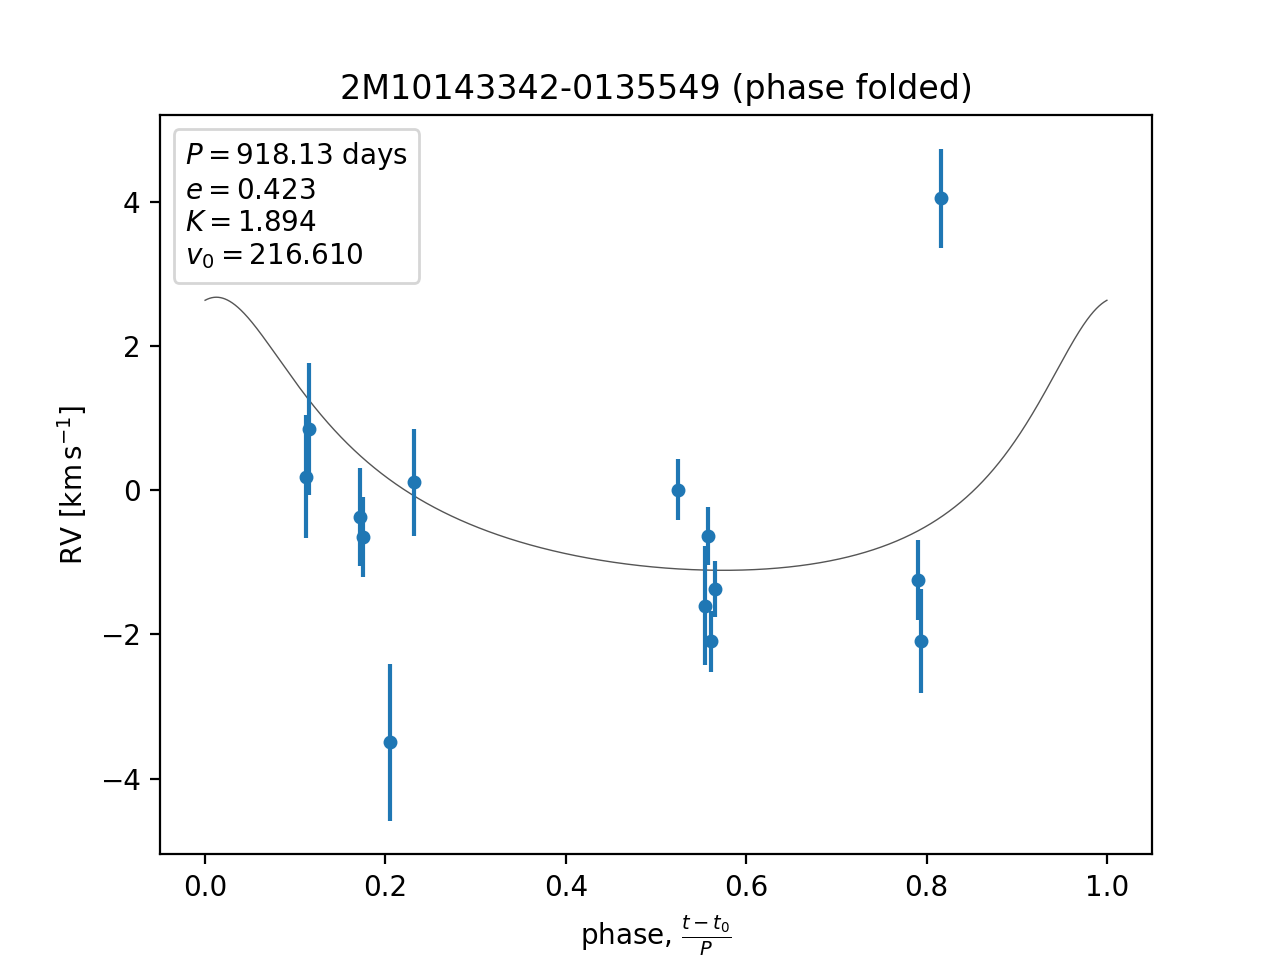 2M10143342-0135549 (phase folded)
P = 918.13 days
e = 0.423
K = 1.894
v₀ = 216.610
RV [km s⁻¹]
4
2
0
−2
−4
0.0 0.2 0.4 0.6 0.8 1.0
phase, (t − t₀)/P